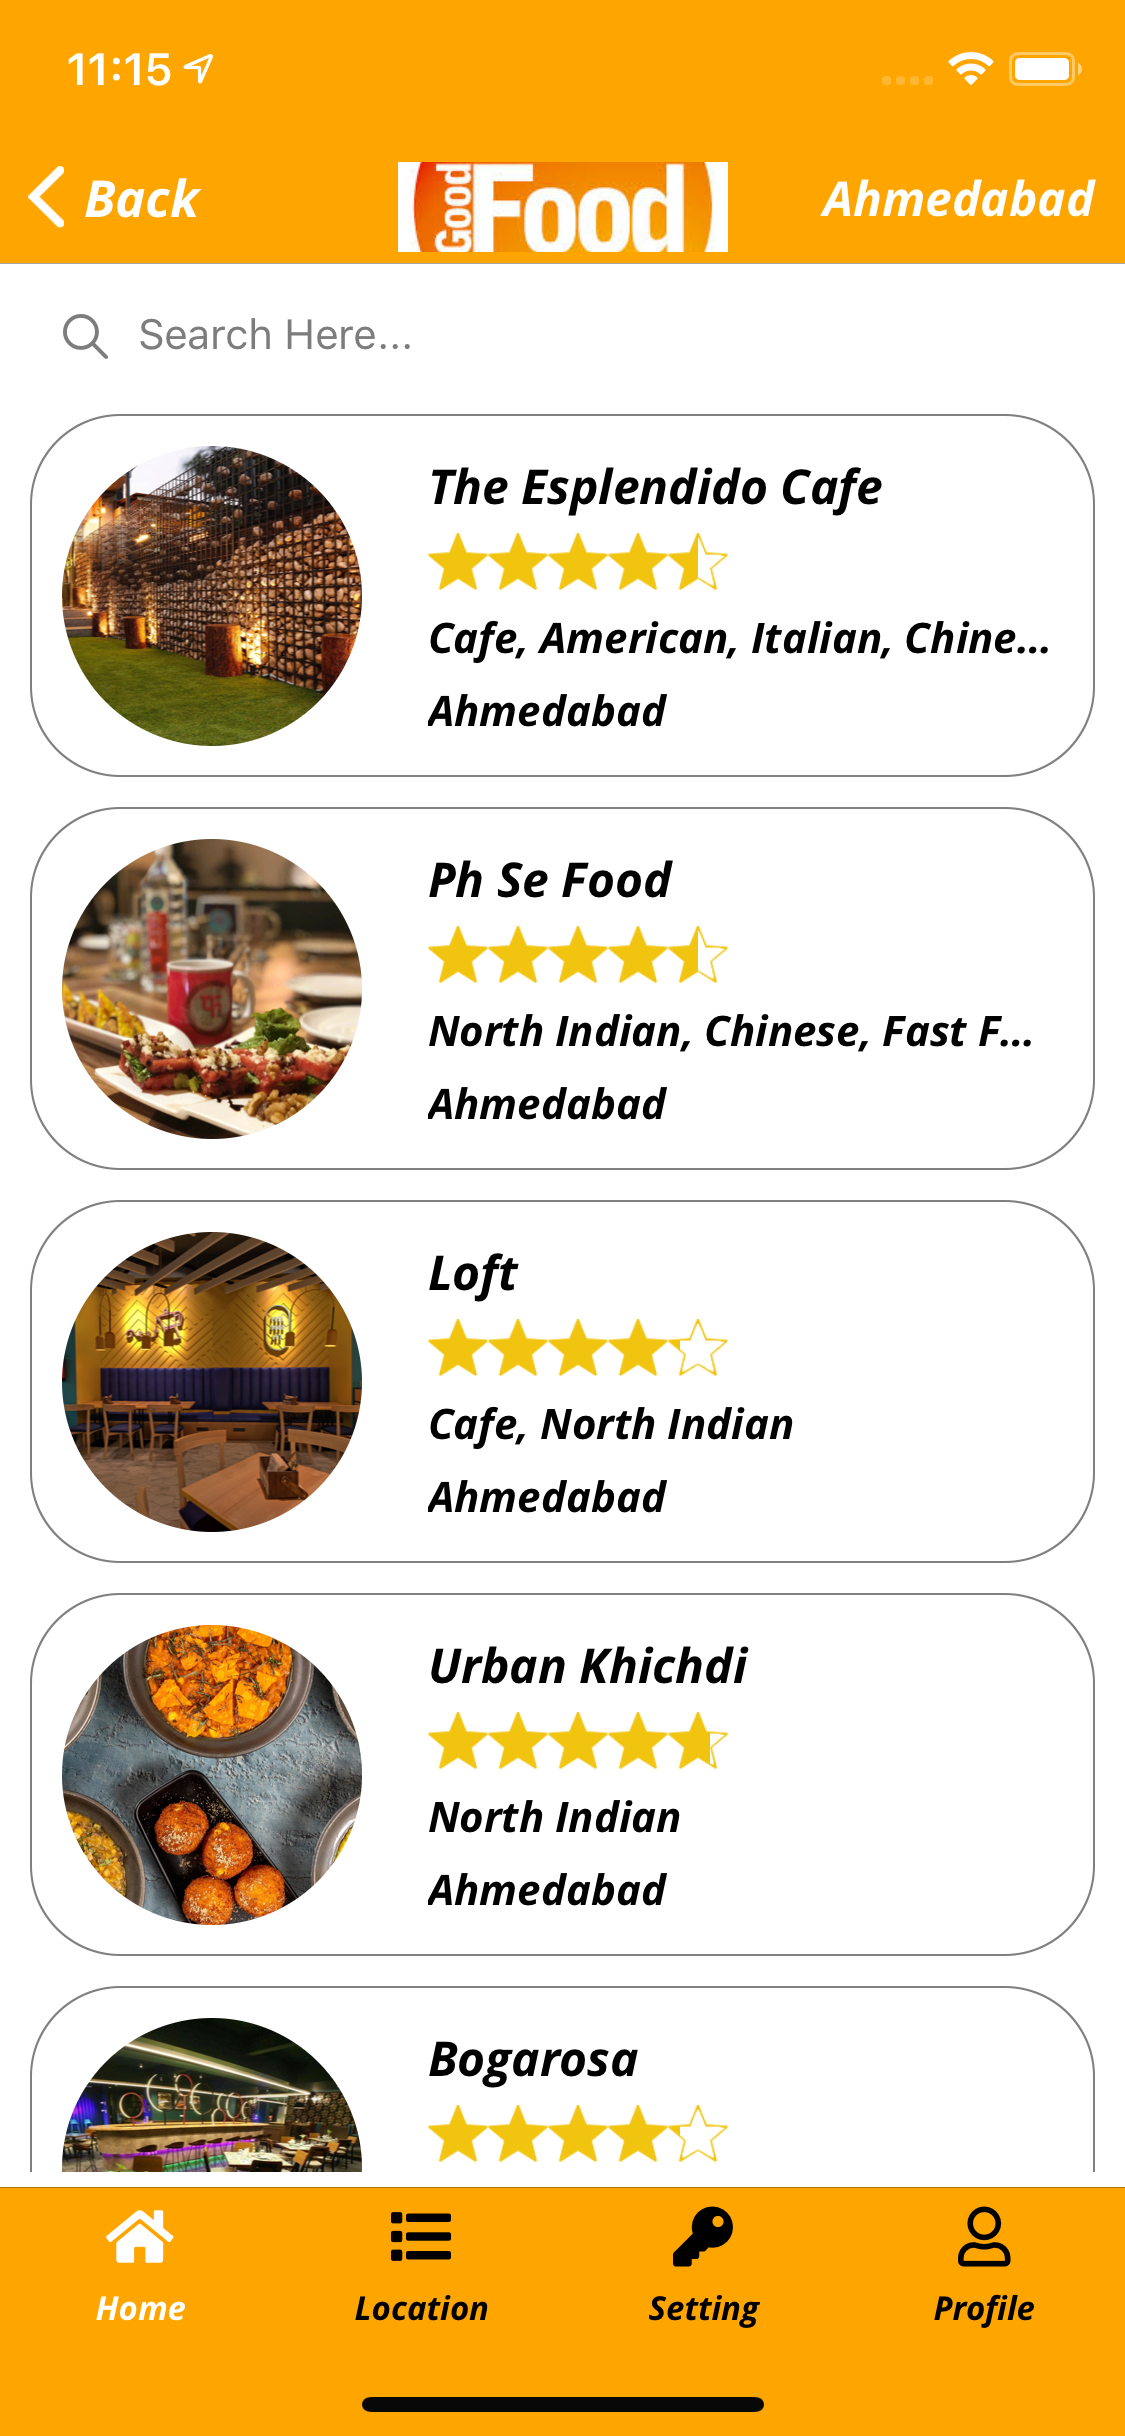 11:15
Back
Good
Food
Ahmedabad
Search Here...
The Esplendido Cafe
Cafe, American, Italian, Chine...
Ahmedabad
Ph Se Food
North Indian, Chinese, Fast F...
Ahmedabad
Loft
Cafe, North Indian
Ahmedabad
Urban Khichdi
North Indian
Ahmedabad
Bogarosa
Home
Location
Setting
Profile